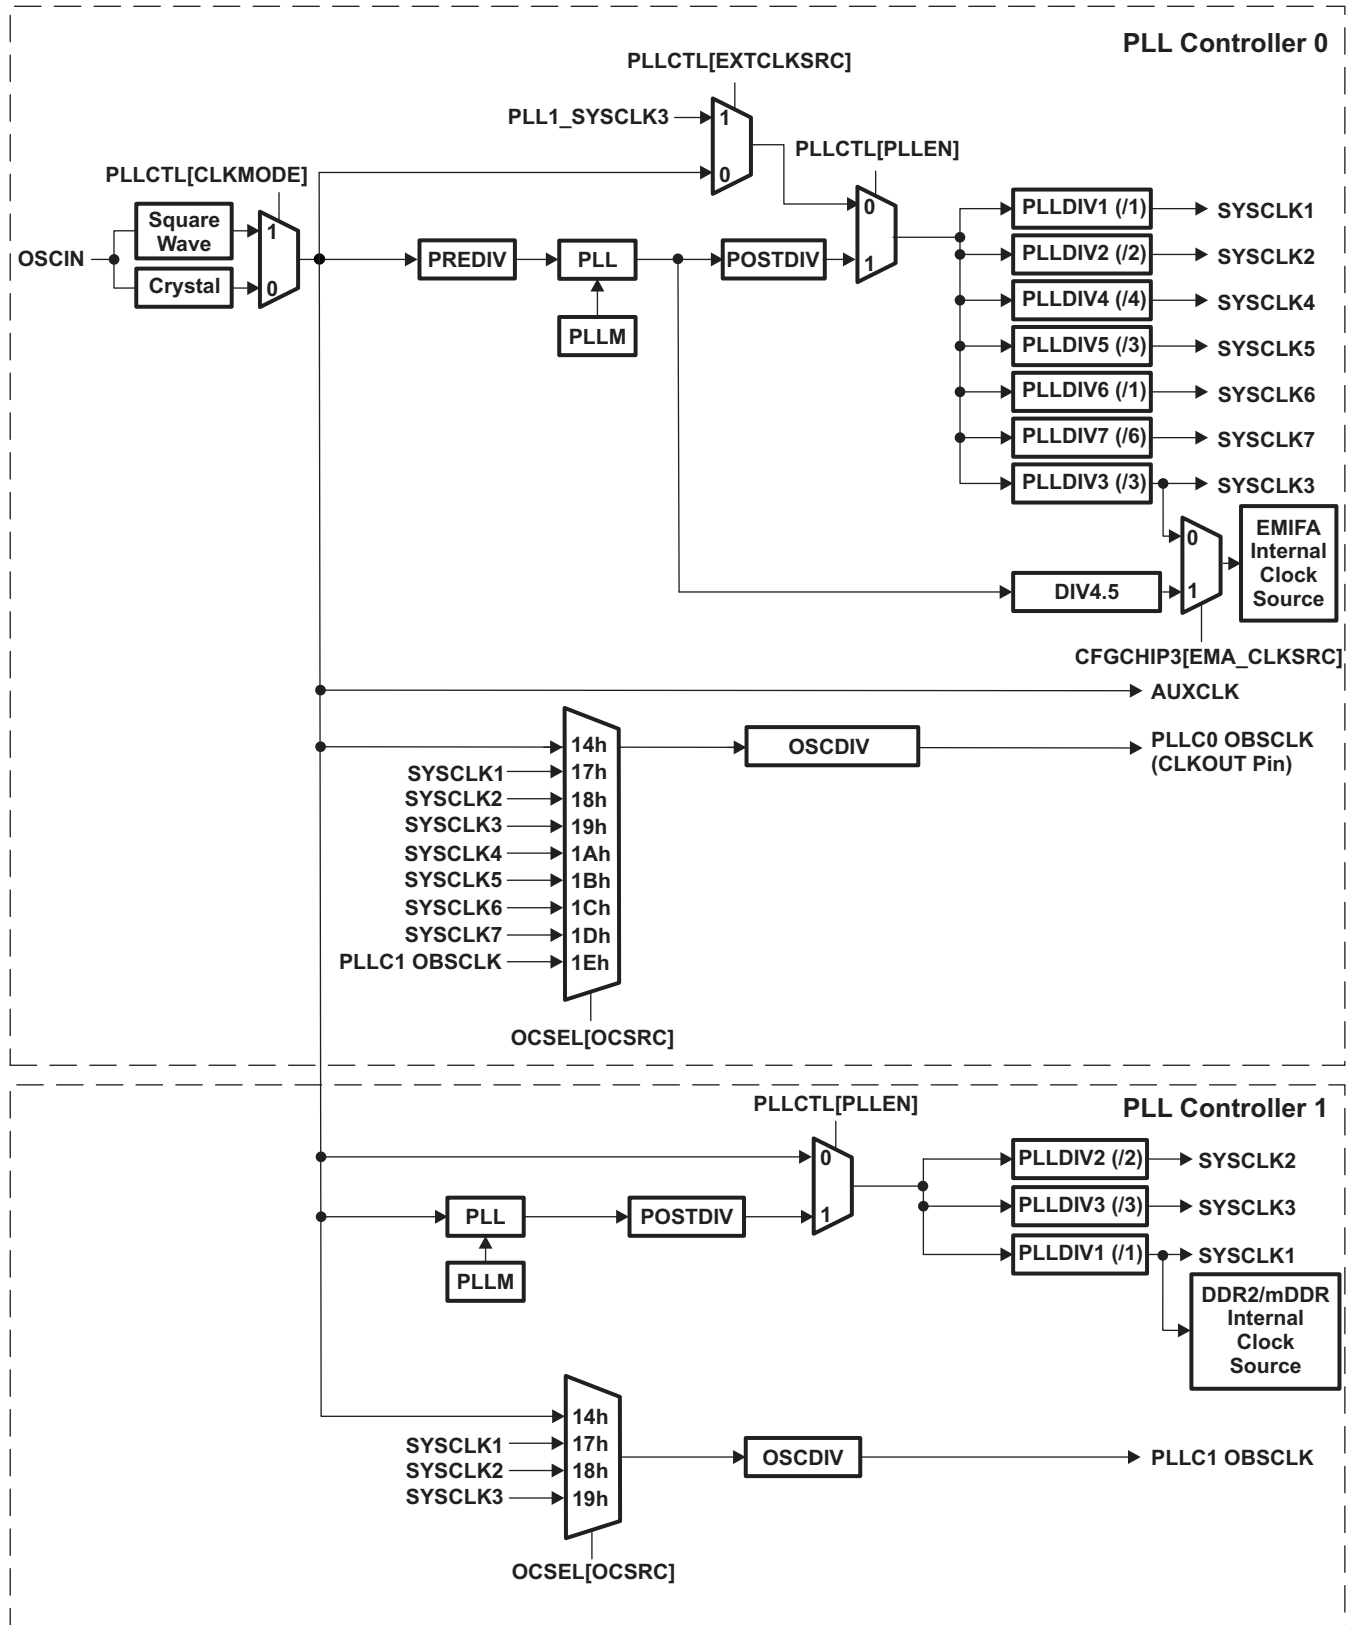 PLL Controller 0
PLLCTL[EXTCLKSRC]
PLL1_SYSCLK3
1
0
PLLCTL[PLLEN]
0
1
PLLCTL[CLKMODE]
OSCIN
Square
Wave
Crystal
1
0
PREDIV
PLL
POSTDIV
PLLM
PLLDIV1 (/1)
SYSCLK1
PLLDIV2 (/2)
SYSCLK2
PLLDIV4 (/4)
SYSCLK4
PLLDIV5 (/3)
SYSCLK5
PLLDIV6 (/1)
SYSCLK6
PLLDIV7 (/6)
SYSCLK7
PLLDIV3 (/3)
SYSCLK3
0
1
EMIFA
Internal
Clock
Source
DIV4.5
CFGCHIP3[EMA_CLKSRC]
AUXCLK
14h
OSCDIV
PLLC0 OBSCLK
(CLKOUT Pin)
SYSCLK1
17h
SYSCLK2
18h
SYSCLK3
19h
SYSCLK4
1Ah
SYSCLK5
1Bh
SYSCLK6
1Ch
SYSCLK7
1Dh
PLLC1 OBSCLK
1Eh
OCSEL[OCSRC]
PLL Controller 1
PLLCTL[PLLEN]
0
1
PLL
POSTDIV
PLLM
PLLDIV2 (/2)
SYSCLK2
PLLDIV3 (/3)
SYSCLK3
PLLDIV1 (/1)
SYSCLK1
DDR2/mDDR
Internal
Clock
Source
14h
SYSCLK1
17h
SYSCLK2
18h
SYSCLK3
19h
OSCDIV
PLLC1 OBSCLK
OCSEL[OCSRC]